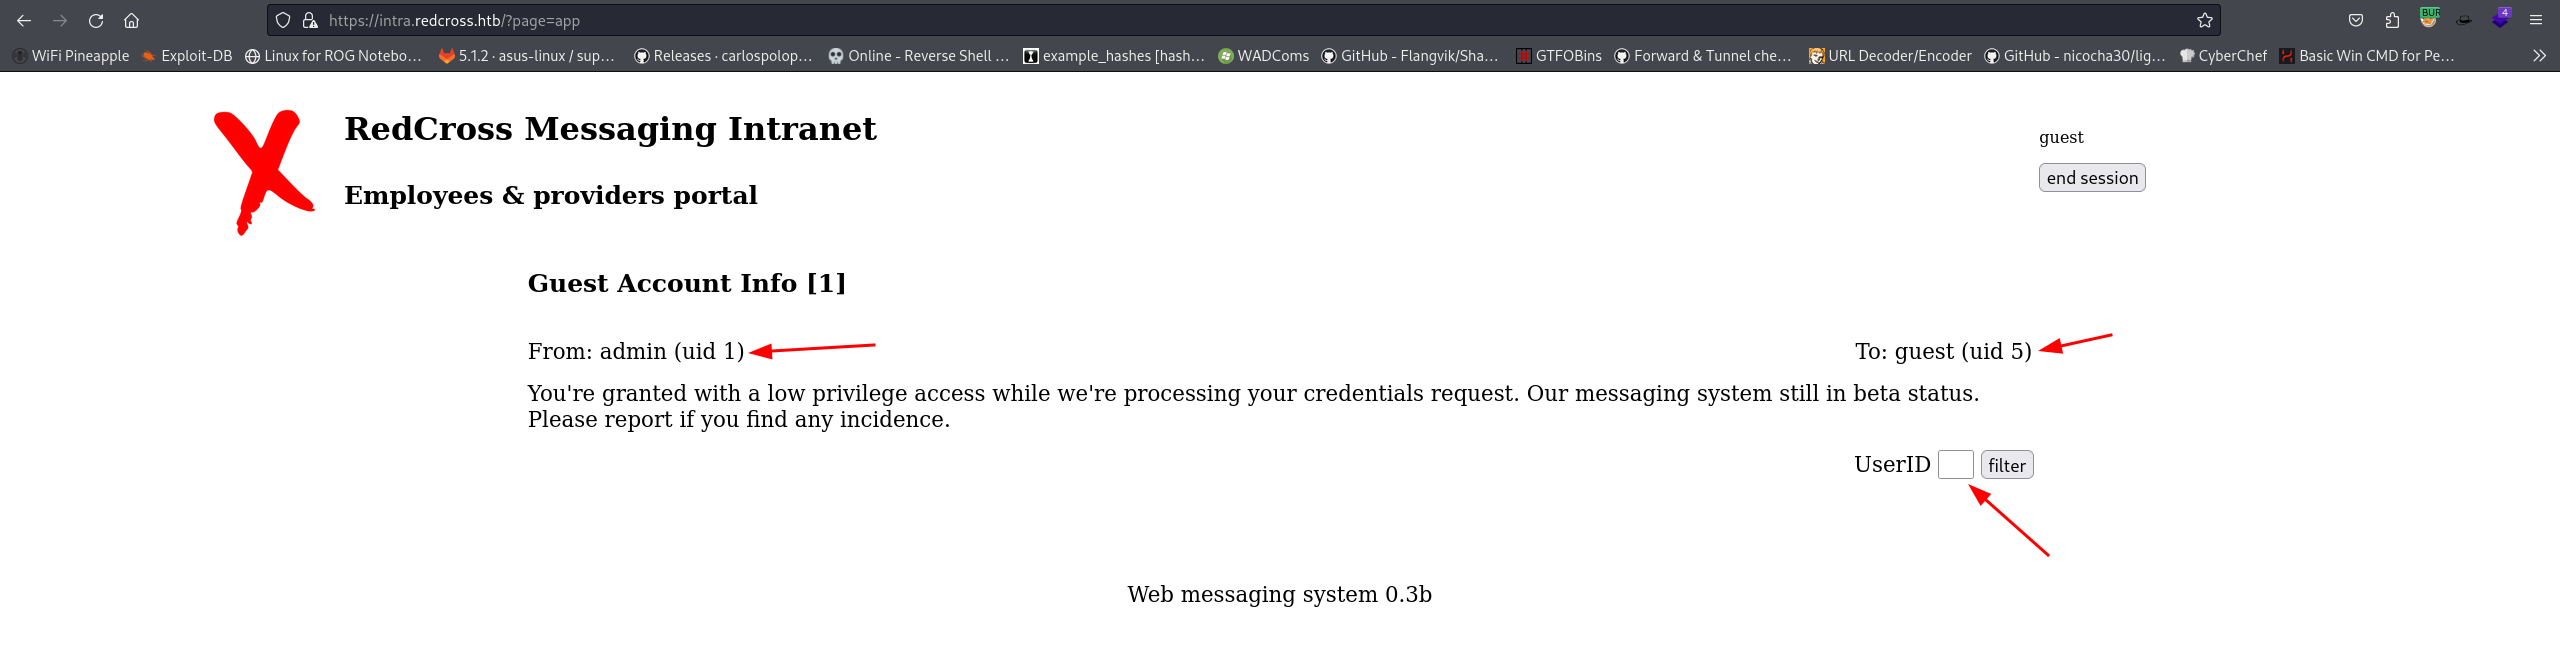 https://intra.redcross.htb/?page=app
BUR
4
WiFi Pineapple Exploit-DB Linux for ROG Notebo… 5.1.2 · asus-linux / sup… Releases · carlospolop… Online - Reverse Shell … example_hashes [hash… WADComs GitHub - Flangvik/Sha… GTFOBins Forward & Tunnel che… URL Decoder/Encoder GitHub - nicocha30/lig… CyberChef Basic Win CMD for Pe…
RedCross Messaging Intranet
guest
end session
Employees & providers portal
Guest Account Info [1]
From: admin (uid 1) To: guest (uid 5)
You're granted with a low privilege access while we're processing your credentials request. Our messaging system still in beta status.
Please report if you find any incidence.
UserID filter
Web messaging system 0.3b